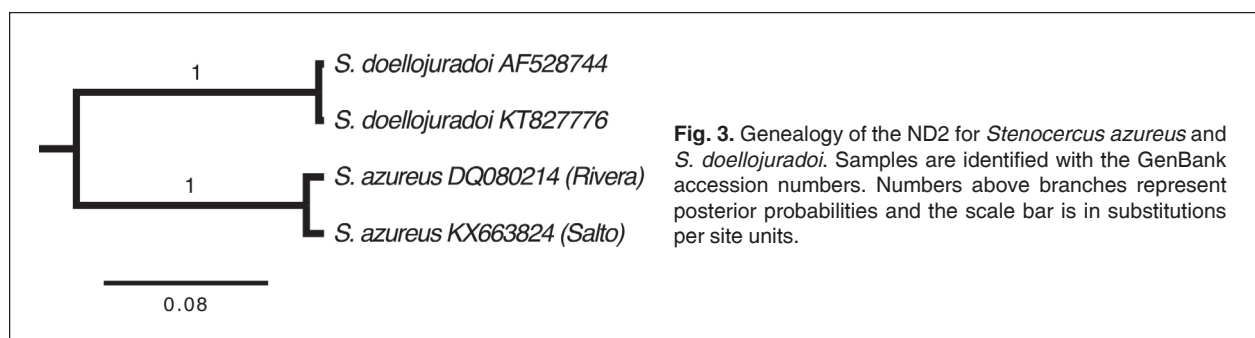 1
S. doellojuradoi AF528744
S. doellojuradoi KT827776
1
S. azureus DQ080214 (Rivera)
S. azureus KX663824 (Salto)
0.08
Fig. 3. Genealogy of the ND2 for Stenocercus azureus and
S. doellojuradoi. Samples are identified with the GenBank
accession numbers. Numbers above branches represent
posterior probabilities and the scale bar is in substitutions
per site units.